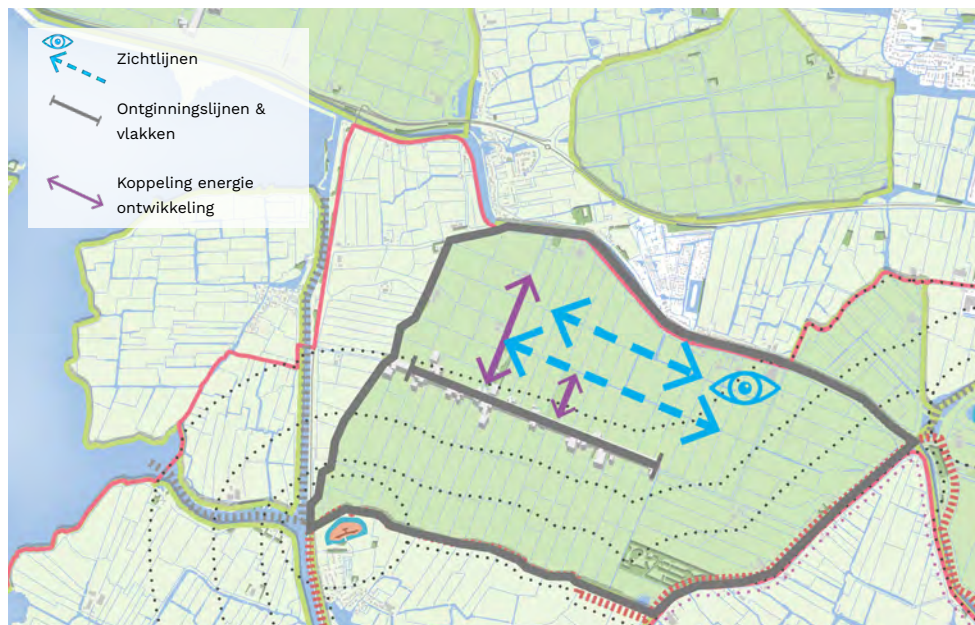 Zichtlijnen
Ontginningslijnen &
vlakken
Koppeling energie
ontwikkeling